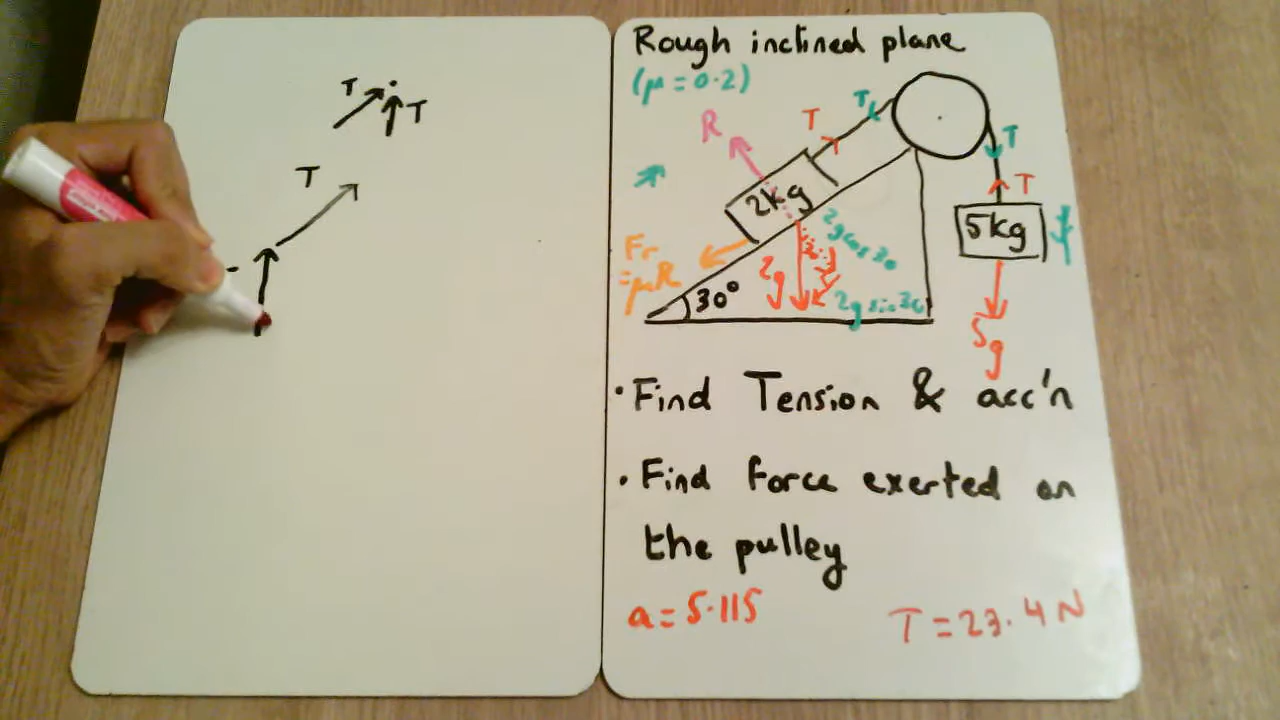 T
T
T
Rough inclined plane
(μ = 0.2)
R
T
T
T
T
2kg
5kg
Fr
= μR
2g
2g cos 30
2g sin 30
30°
5g
• Find Tension & acc'n
• Find force exerted on
the pulley
a = 5.115
T = 23.4 N